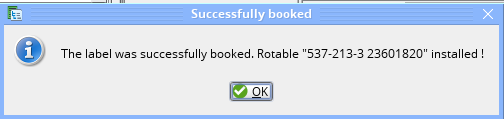 Successfully booked
The label was successfully booked. Rotable "537-213-3 23601820" installed !
OK